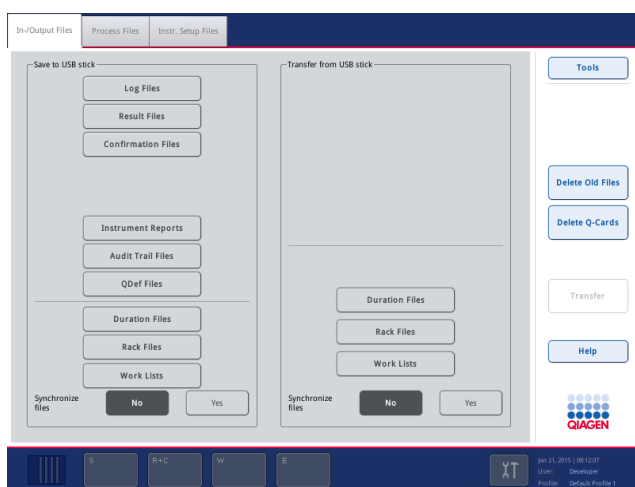 In-/Output Files
Process Files
Instr. Setup Files
Save to USB stick
Log Files
Result Files
Confirmation Files
Instrument Reports
Audit Trail Files
QDef Files
Duration Files
Rack Files
Work Lists
Synchronize
files
No
Yes
Transfer from USB stick
Duration Files
Rack Files
Work Lists
Synchronize
files
No
Yes
Tools
Delete Old Files
Delete Q-Cards
Transfer
Help
QIAGEN
S
R+C
W
E
Jan 21, 2015 | 08:12:07
User: Developer
Profile: Default Profile 1